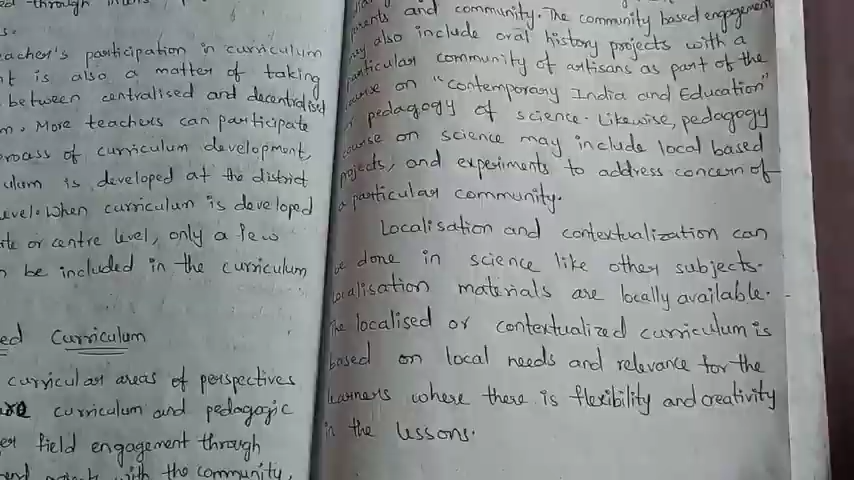 s.
participation in curriculum
t is also a matter of taking
between centralised and decentralised
m. More teachers can participate
process of curriculum development,
is developed at the district
level. When curriculum is developed
or centre level, only a few
be included in the curriculum
ed Curriculum
curricular areas of perspectives
curriculum and pedagogic
field engagement through
with the community,
and community. The community based engagement
also include oral history projects with a
particular community of artisans as part of the
course on "contemporary India and Education"
pedagogy of science. Likewise, pedagogy
course on science may include local based
projects, and experiments to address concern of
a particular community.
Localisation and contextualization can
be done in science like other subjects.
Localisation materials are locally available.
The localised or contextualized curriculum is
based on local needs and relevance for the
learners where there is flexibility and creativity
in the lessons.